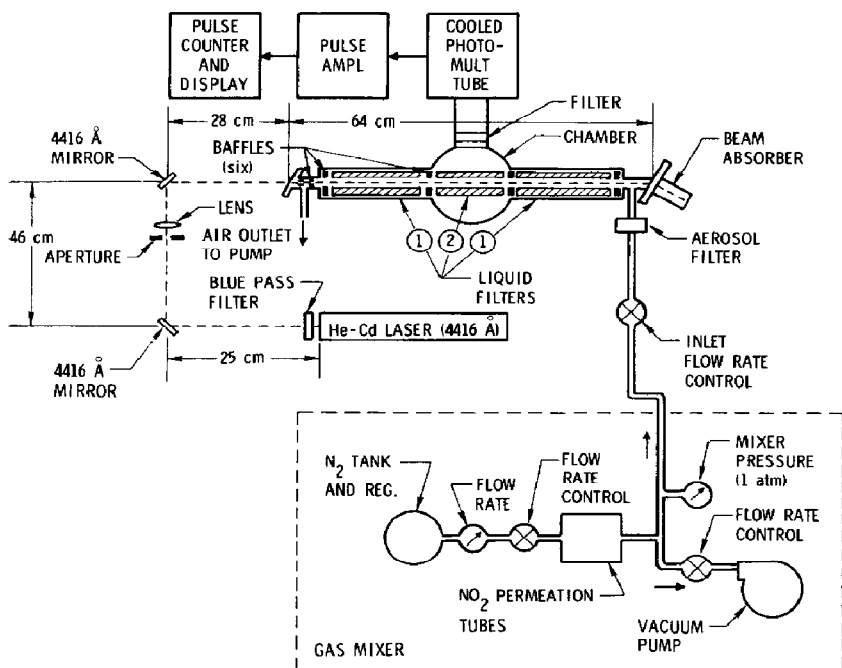 PULSE
COUNTER
AND
DISPLAY
PULSE
AMPL
COOLED
PHOTO-
MULT
TUBE
28 cm
64 cm
FILTER
CHAMBER
BEAM
ABSORBER
4416 Å
MIRROR
BAFFLES
(six)
LENS
46 cm
APERTURE
AIR OUTLET
TO PUMP
1
2
1
AEROSOL
FILTER
BLUE PASS
FILTER
LIQUID
FILTERS
He-Cd LASER (4416 Å)
INLET
FLOW RATE
CONTROL
25 cm
4416 Å
MIRROR
N2 TANK
AND REG.
FLOW
RATE
FLOW
RATE
CONTROL
MIXER
PRESSURE
(1 atm)
FLOW RATE
CONTROL
NO2 PERMEATION
TUBES
VACUUM
PUMP
GAS MIXER